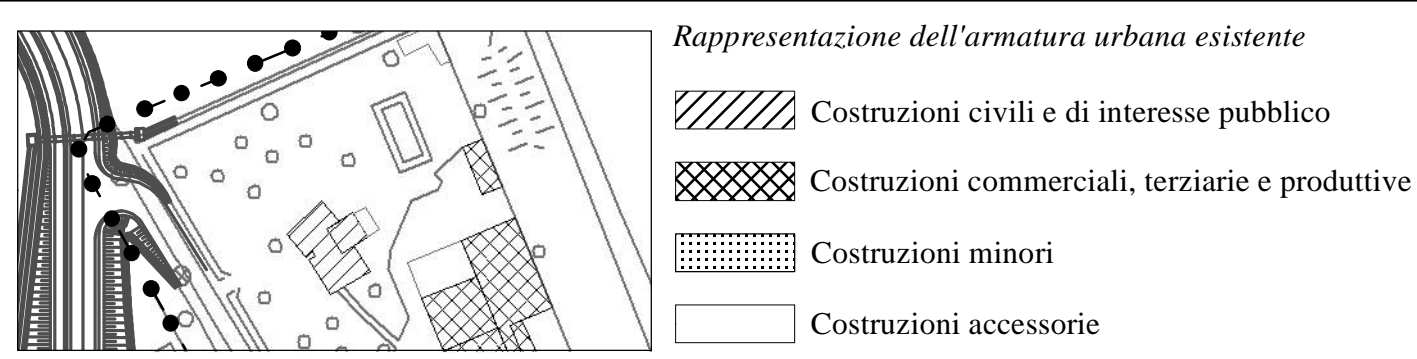 Rappresentazione dell'armatura urbana esistente
Costruzioni civili e di interesse pubblico
Costruzioni commerciali, terziarie e produttive
Costruzioni minori
Costruzioni accessorie